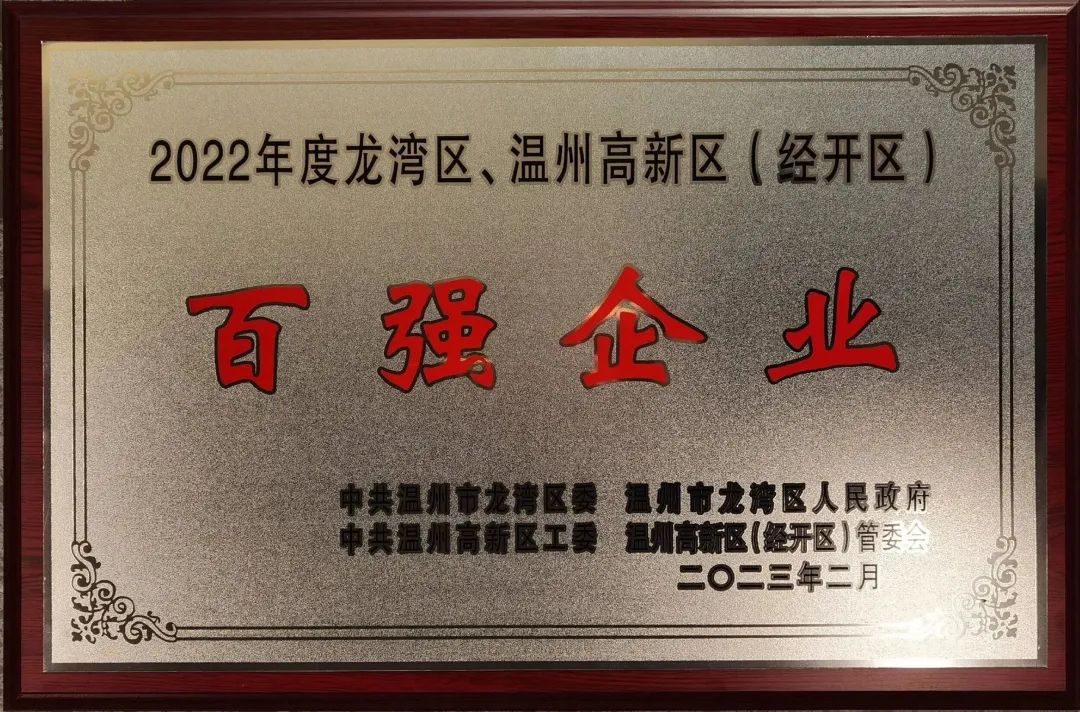 2022年度龙湾区、温州高新区（经开区）
百强企业
中共温州市龙湾区委 温州市龙湾区人民政府
中共温州高新区工委 温州高新区（经开区）管委会
二〇二三年二月